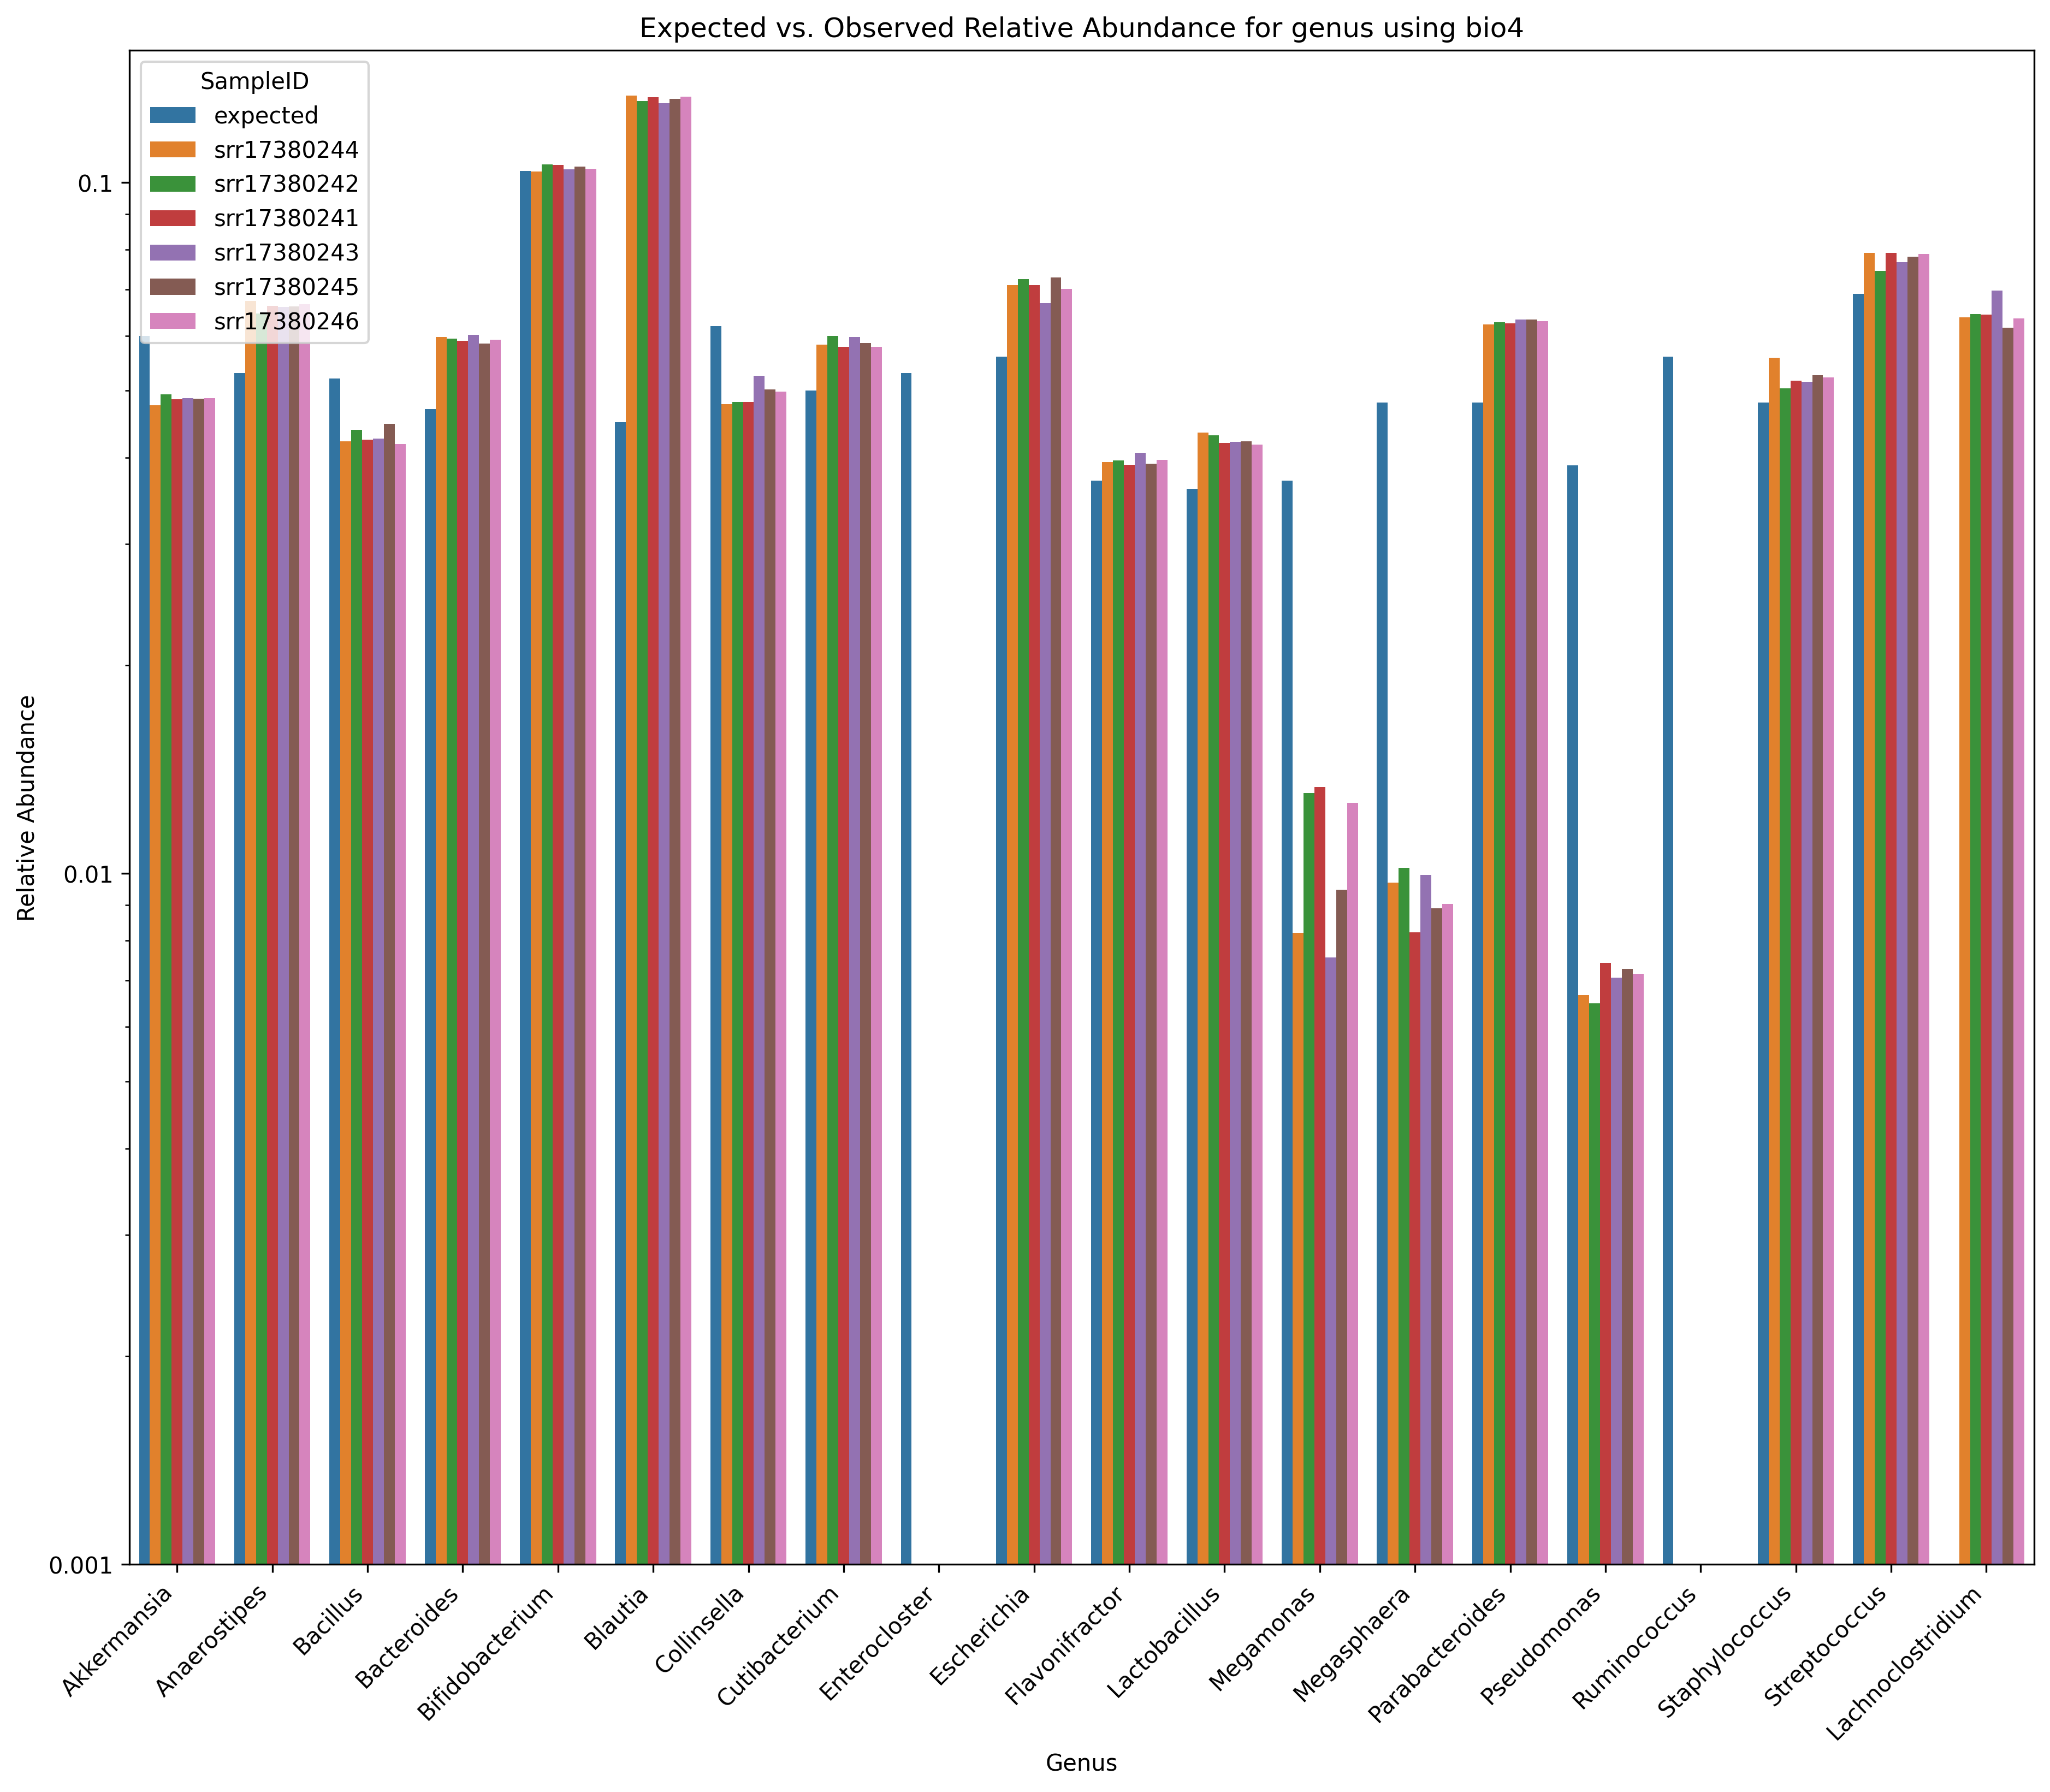 Expected vs. Observed Relative Abundance for genus using bio4
SampleID
expected
srr17380244
srr17380242
srr17380241
srr17380243
srr17380245
srr17380246
0.1
0.01
0.001
Relative Abundance
Akkermansia
Anaerostipes
Bacillus
Bacteroides
Bifidobacterium
Blautia
Collinsella
Cutibacterium
Enterocloster
Escherichia
Flavonifractor
Lactobacillus
Megamonas
Megasphaera
Parabacteroides
Pseudomonas
Ruminococcus
Staphylococcus
Streptococcus
Lachnoclostridium
Genus